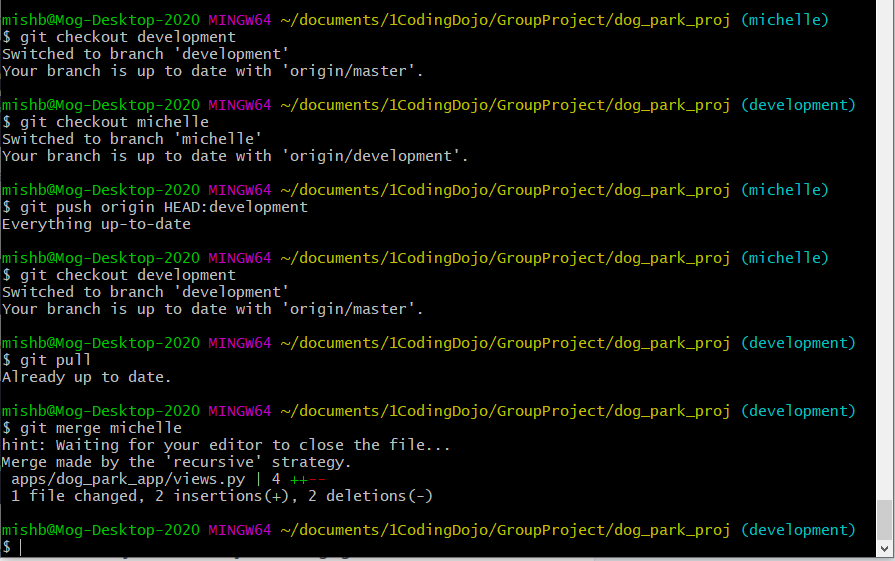 mishb@Mog-Desktop-2020 MINGW64 ~/documents/1CodingDojo/GroupProject/dog_park_proj (michelle)
$ git checkout development
Switched to branch 'development'
Your branch is up to date with 'origin/master'.
mishb@Mog-Desktop-2020 MINGW64 ~/documents/1CodingDojo/GroupProject/dog_park_proj (development)
$ git checkout michelle
Switched to branch 'michelle'
Your branch is up to date with 'origin/development'.
mishb@Mog-Desktop-2020 MINGW64 ~/documents/1CodingDojo/GroupProject/dog_park_proj (michelle)
$ git push origin HEAD:development
Everything up-to-date
mishb@Mog-Desktop-2020 MINGW64 ~/documents/1CodingDojo/GroupProject/dog_park_proj (michelle)
$ git checkout development
Switched to branch 'development'
Your branch is up to date with 'origin/master'.
mishb@Mog-Desktop-2020 MINGW64 ~/documents/1CodingDojo/GroupProject/dog_park_proj (development)
$ git pull
Already up to date.
mishb@Mog-Desktop-2020 MINGW64 ~/documents/1CodingDojo/GroupProject/dog_park_proj (development)
$ git merge michelle
hint: Waiting for your editor to close the file...
Merge made by the 'recursive' strategy.
 apps/dog_park_app/views.py | 4 ++--
 1 file changed, 2 insertions(+), 2 deletions(-)
mishb@Mog-Desktop-2020 MINGW64 ~/documents/1CodingDojo/GroupProject/dog_park_proj (development)
$